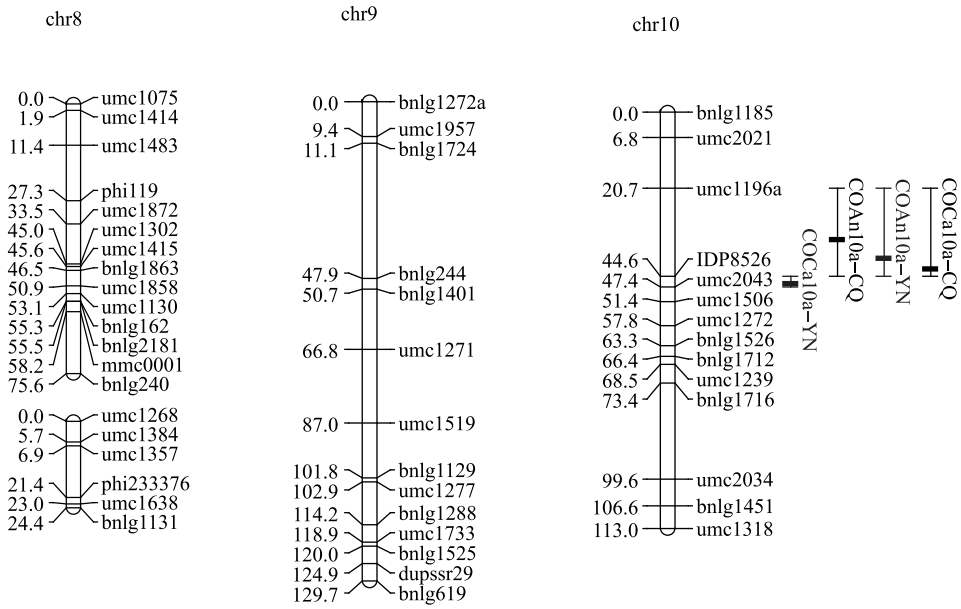 chr8
0.0 umc1075
1.9 umc1414
11.4 umc1483
27.3 phi119
33.5 umc1872
45.0 umc1302
45.6 umc1415
46.5 bnlg1863
50.9 umc1858
53.1 umc1130
55.3 bnlg162
55.5 bnlg2181
58.2 mmc0001
75.6 bnlg240
0.0 umc1268
5.7 umc1384
6.9 umc1357
21.4 phi233376
23.0 umc1638
24.4 bnlg1131
chr9
0.0 bnlg1272a
9.4 umc1957
11.1 bnlg1724
47.9 bnlg244
50.7 bnlg1401
66.8 umc1271
87.0 umc1519
101.8 bnlg1129
102.9 umc1277
114.2 bnlg1288
118.9 umc1733
120.0 bnlg1525
124.9 dupssr29
129.7 bnlg619
chr10
0.0 bnlg1185
6.8 umc2021
20.7 umc1196a
44.6 IDP8526
47.4 umc2043
51.4 umc1506
57.8 umc1272
63.3 bnlg1526
66.4 bnlg1712
68.5 umc1239
73.4 bnlg1716
99.6 umc2034
106.6 bnlg1451
113.0 umc1318
COCa10a-YN
COAn10a-CQ
COAn10a-YN
COCa10a-CQ